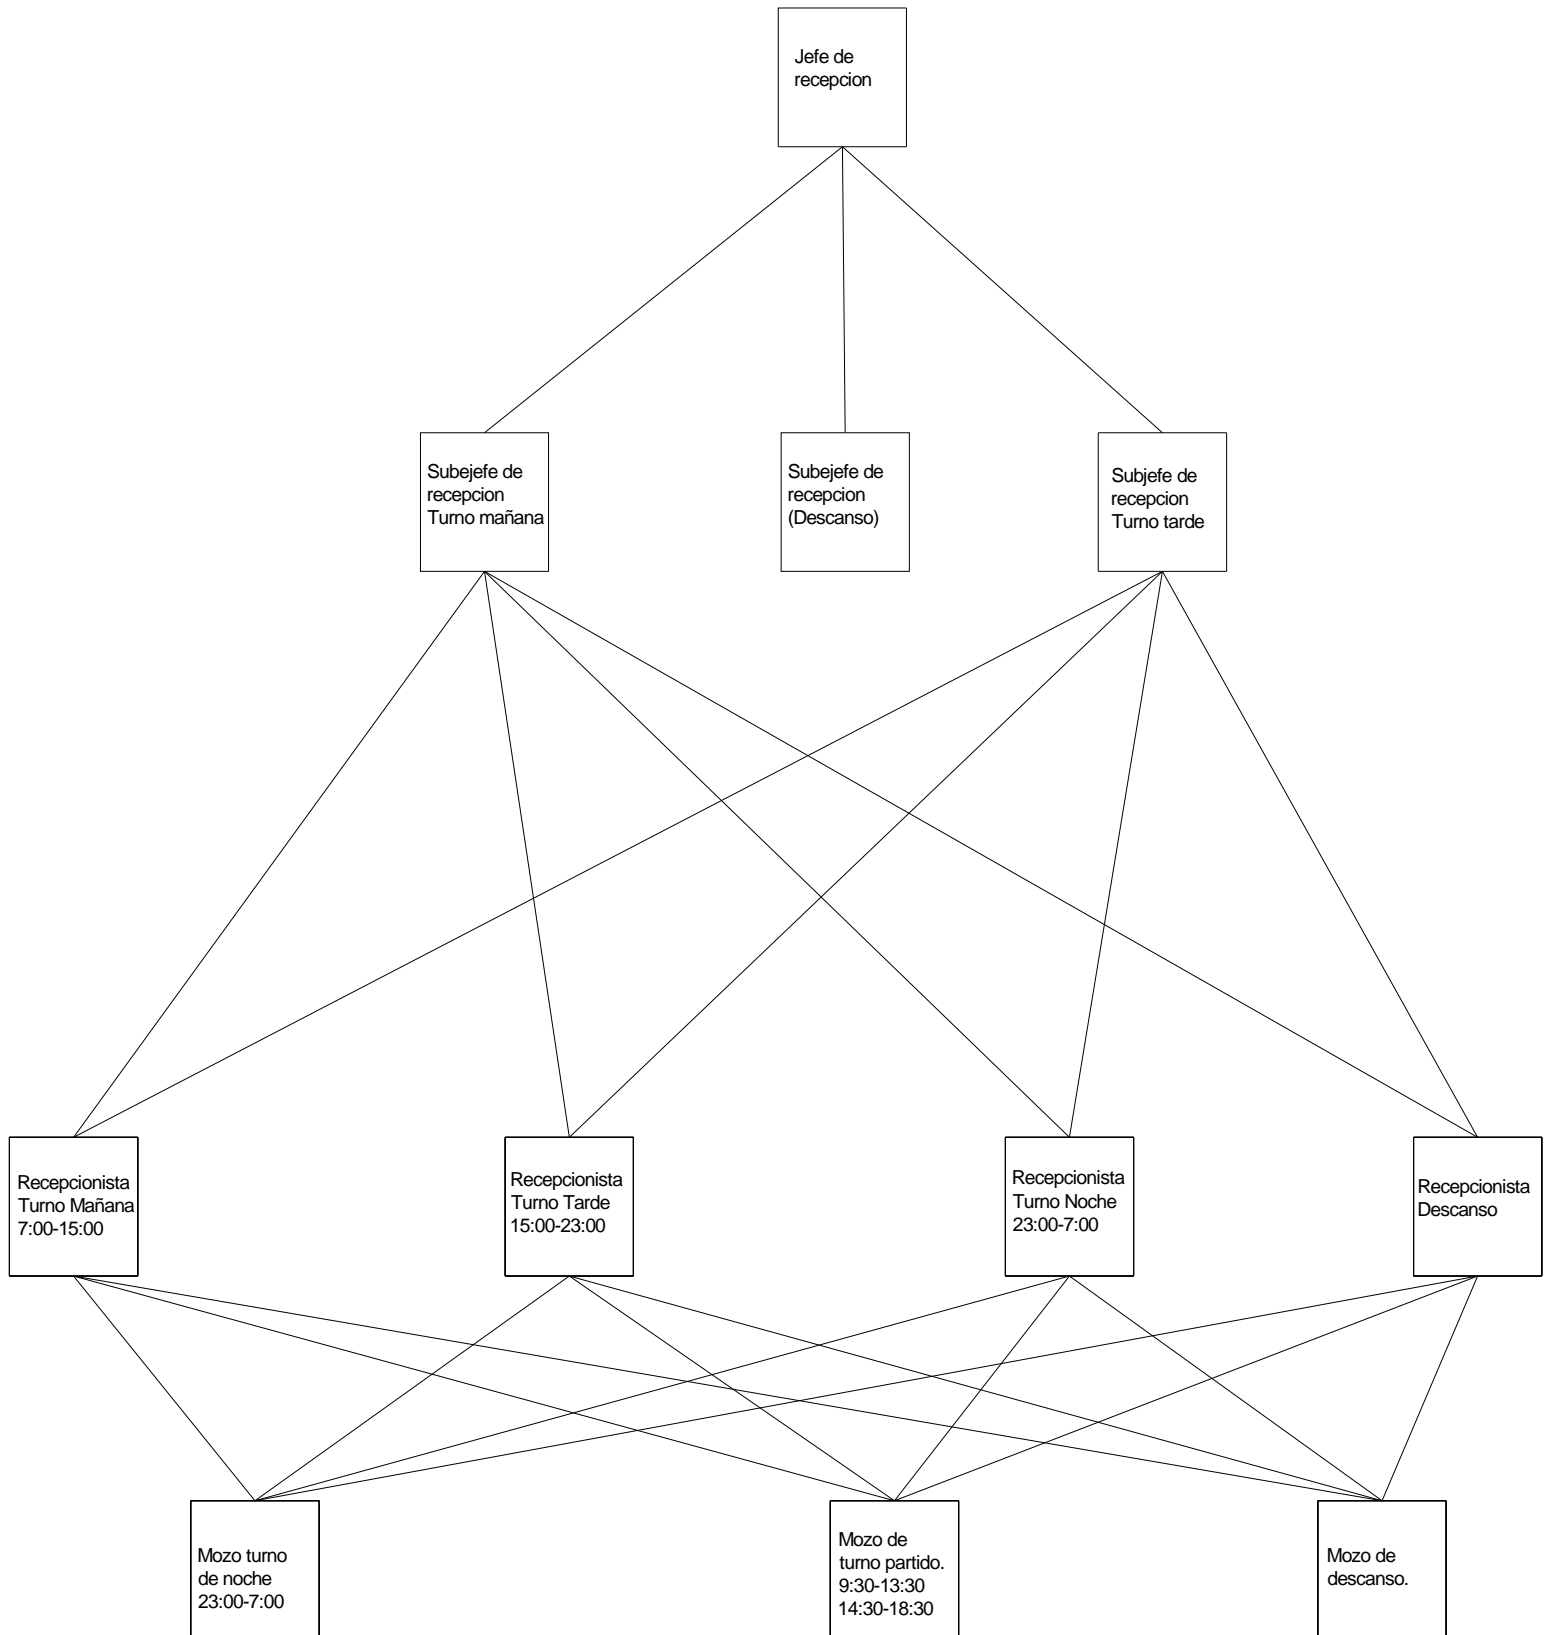 Jefe de
recepcion
Subejefe de
recepcion
Turno mañana
Subejefe de
recepcion
(Descanso)
Subjefe de
recepcion
Turno tarde
Recepcionista
Turno Mañana
7:00-15:00
Recepcionista
Turno Tarde
15:00-23:00
Recepcionista
Turno Noche
23:00-7:00
Recepcionista
Descanso
Mozo turno
de noche
23:00-7:00
Mozo de
turno partido.
9:30-13:30
14:30-18:30
Mozo de
descanso.